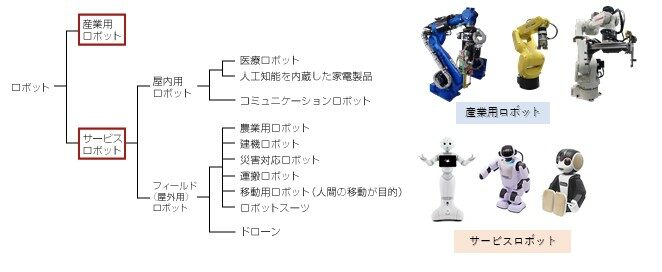 ロボット
産業用
ロボット
サービス
ロボット
屋内用
ロボット
医療ロボット
人工知能を内蔵した家電製品
コミュニケーションロボット
フィールド
(屋外用)
ロボット
農業用ロボット
建機ロボット
災害対応ロボット
運搬ロボット
移動用ロボット(人間の移動が目的)
ロボットスーツ
ドローン
産業用ロボット
サービスロボット